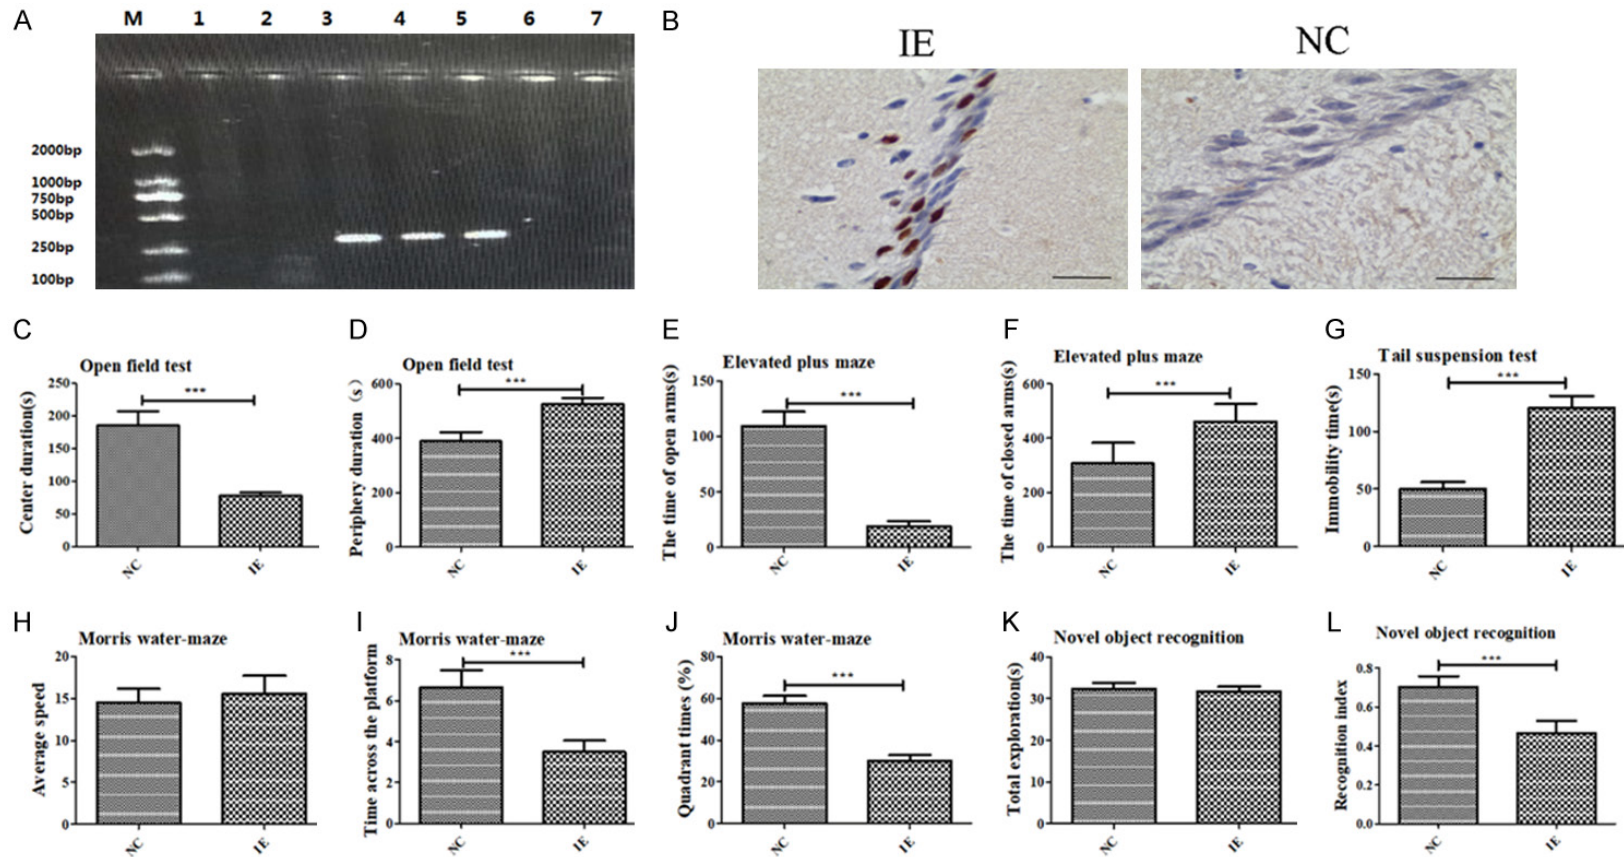 A
M 1 2 3 4 5 6 7
2000bp
1000bp
750bp
500bp
250bp
100bp
B
IE
NC
C
Open field test
Center duration(s)
250
200
150
100
50
0
***
NC
IE
D
Open field test
Periphery duration (s)
600
400
200
0
***
NC
IE
E
Elevated plus maze
The time of open arms(s)
150
100
50
0
***
NC
IE
F
Elevated plus maze
The time of closed arms(s)
600
400
200
0
***
NC
IE
G
Tail suspension test
Immobility time(s)
150
100
50
0
***
NC
IE
H
Morris water-maze
Average speed
20
15
10
5
0
NC
IE
I
Morris water-maze
Time across the platform
8
6
4
2
0
***
NC
IE
J
Morris water-maze
Quadrant times (%)
80
60
40
20
0
***
NC
IE
K
Novel object recognition
Total exploration(s)
40
30
20
10
0
NC
IE
L
Novel object recognition
Recognition index
0.8
0.6
0.4
0.2
0.0
***
NC
IE